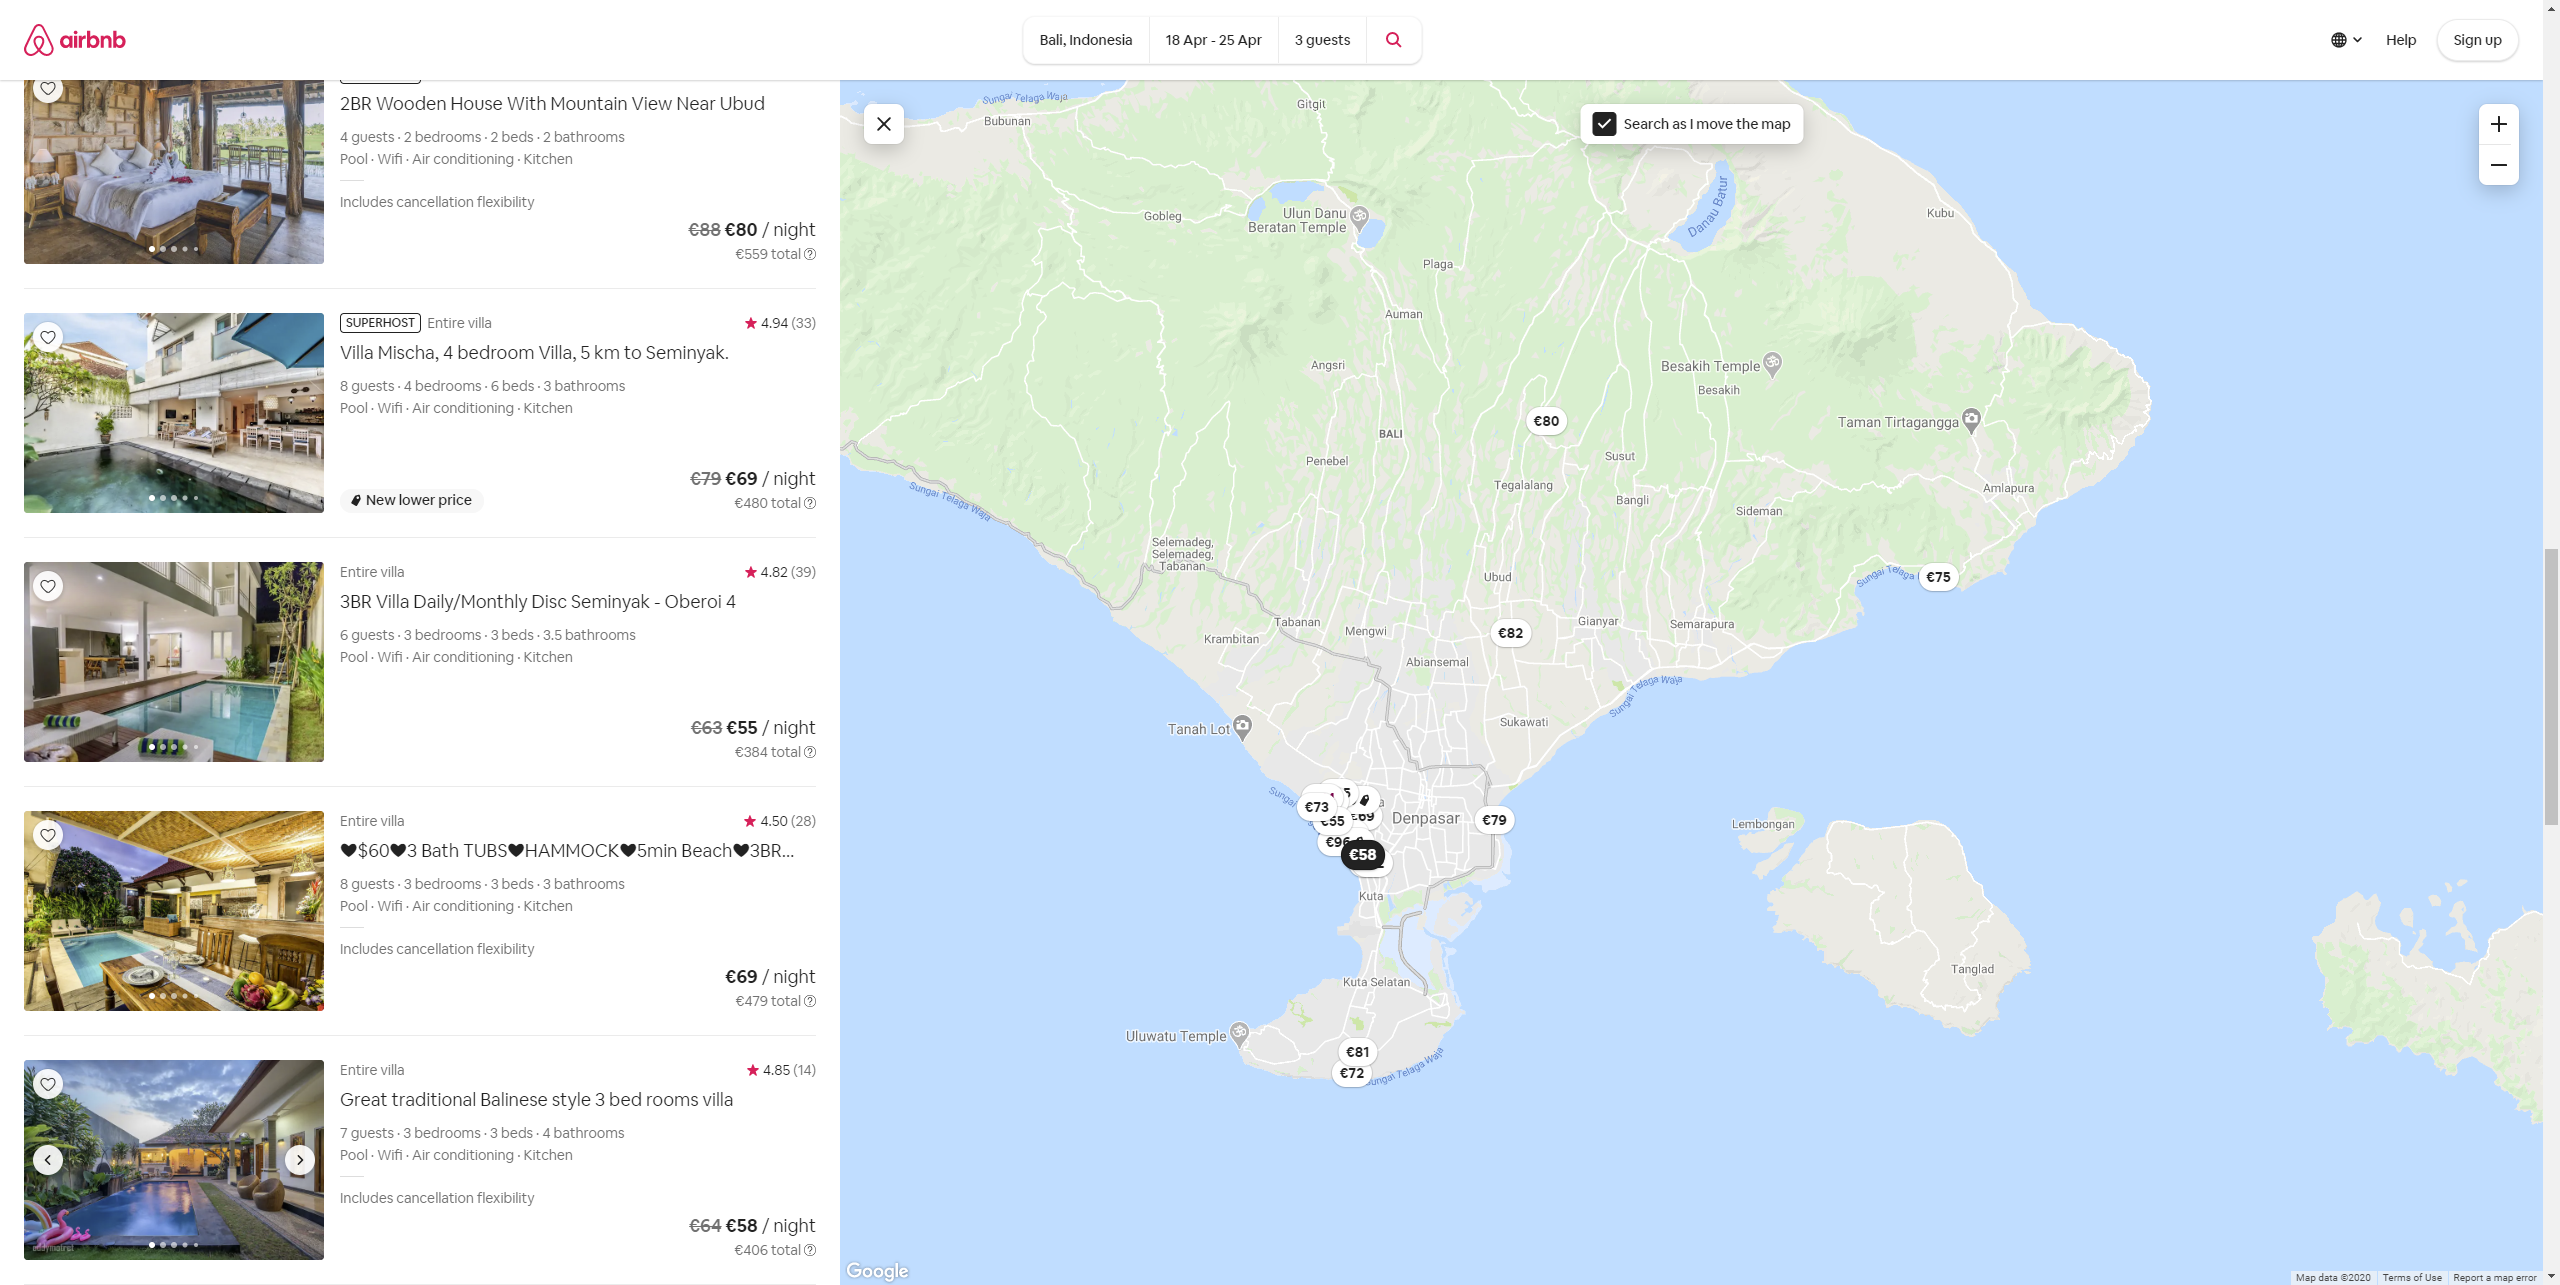 airbnb
Bali, Indonesia
18 Apr - 25 Apr
3 guests
Help
Sign up
2BR Wooden House With Mountain View Near Ubud
4 guests · 2 bedrooms · 2 beds · 2 bathrooms
Pool · Wifi · Air conditioning · Kitchen
Includes cancellation flexibility
€88 €80 / night
€559 total
SUPERHOST Entire villa
4.94 (33)
Villa Mischa, 4 bedroom Villa, 5 km to Seminyak.
8 guests · 4 bedrooms · 6 beds · 3 bathrooms
Pool · Wifi · Air conditioning · Kitchen
€79 €69 / night
New lower price
€480 total
Entire villa
4.82 (39)
3BR Villa Daily/Monthly Disc Seminyak - Oberoi 4
6 guests · 3 bedrooms · 3 beds · 3.5 bathrooms
Pool · Wifi · Air conditioning · Kitchen
€63 €55 / night
€384 total
Entire villa
4.50 (28)
♥$60♥3 Bath TUBS♥HAMMOCK♥5min Beach♥3BR...
8 guests · 3 bedrooms · 3 beds · 3 bathrooms
Pool · Wifi · Air conditioning · Kitchen
Includes cancellation flexibility
€69 / night
€479 total
Entire villa
4.85 (14)
Great traditional Balinese style 3 bed rooms villa
7 guests · 3 bedrooms · 3 beds · 4 bathrooms
Pool · Wifi · Air conditioning · Kitchen
Includes cancellation flexibility
€64 €58 / night
€406 total
Search as I move the map
Sungai Telaga Waja
Gitgit
Bubunan
Danau Batur
Gobleg
Ulun Danu
Beratan Temple
Kubu
Plaga
Auman
Angsri
Besakih Temple
Besakih
€80
Taman Tirtagangga
BALI
Penebel
Susut
Tegalalang
Bangli
Amlapura
Sungai Telaga Waja
Sideman
Selemadeg,
Selemadeg,
Tabanan
Ubud
Sungai Telaga
€75
Tabanan
Mengwi
€82
Gianyar
Semarapura
Krambitan
Abiansemal
Sungai Telaga Waja
Sukawati
Tanah Lot
€73
€69
Denpasar
€79
Lembongan
€58
Kuta
Tanglad
Kuta Selatan
Uluwatu Temple
€81
€72
Sungai Telaga Waja
Google
Map data ©2020
Terms of Use
Report a map error